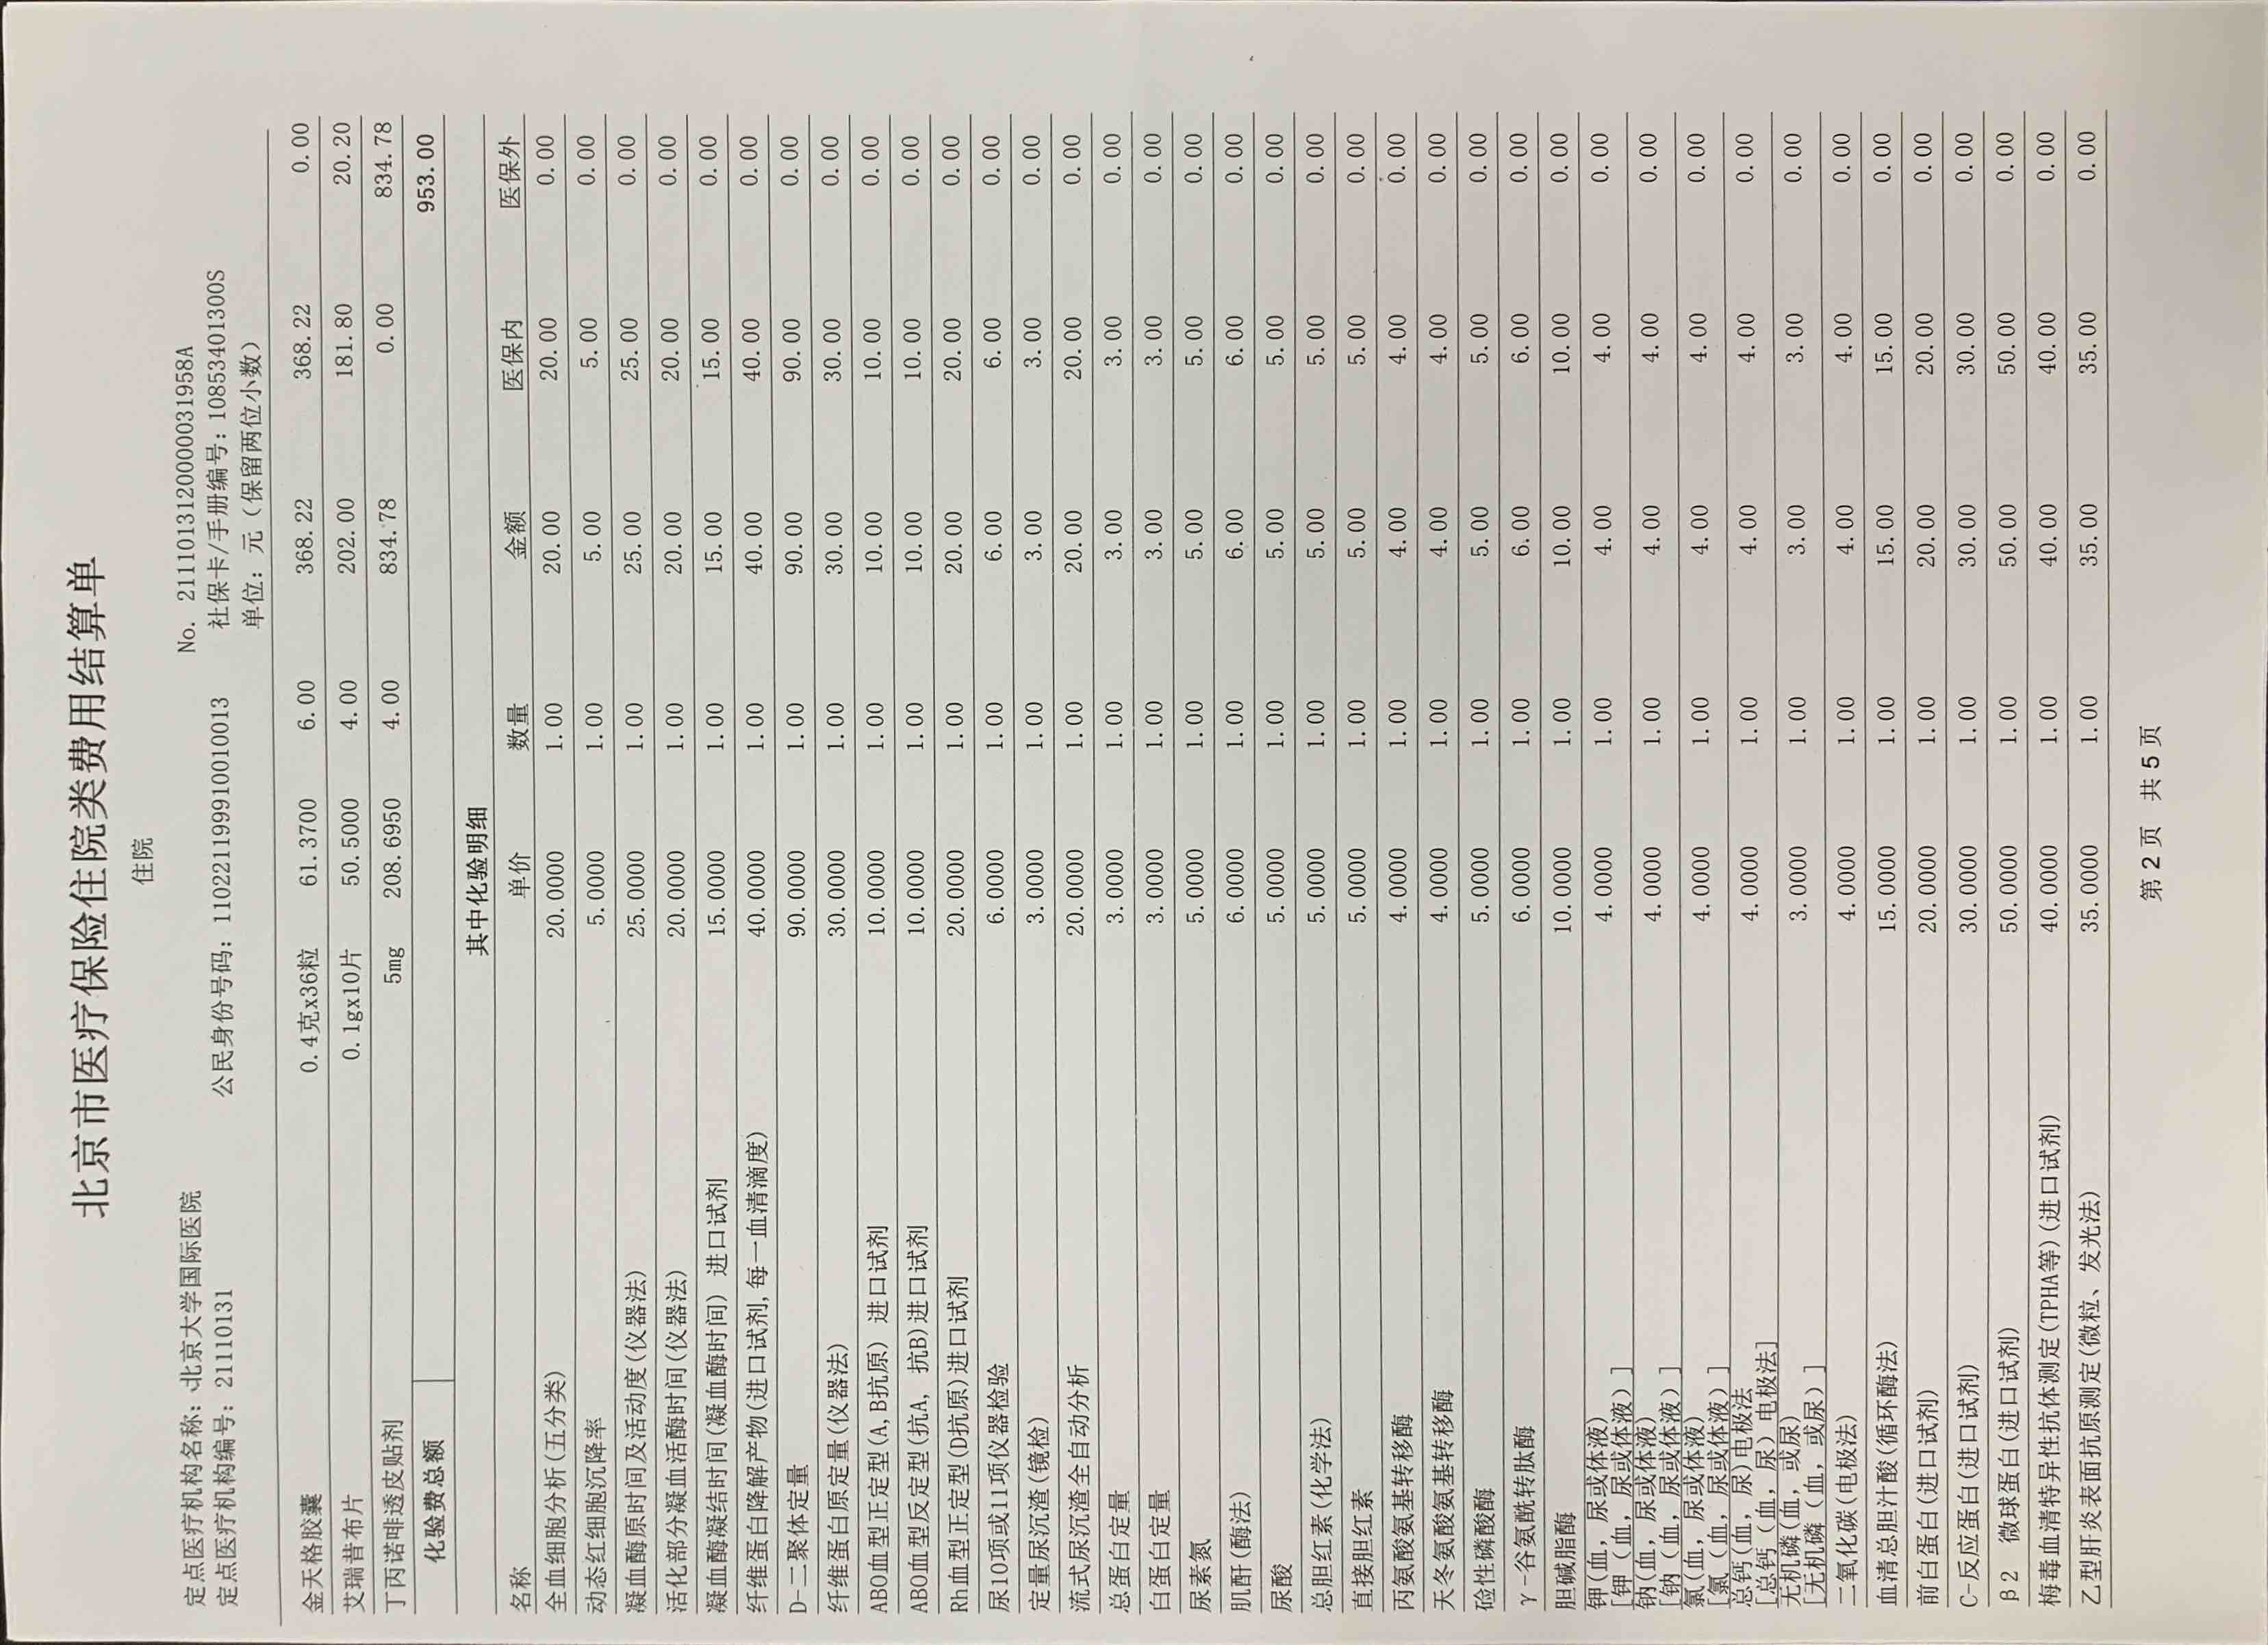 北京市医疗保险住院类费用结算单
住院
定点医疗机构名称：北京大学国际医院 No. 2111013120000031958A
定点医疗机构编号：21110131 公民身份号码：110221199910010013 社保卡/手册编号：10853401300S
单位：元（保留两位小数）
金天格胶囊 0.4克x36粒 61.3700 6.00 368.22 368.22 0.00
艾瑞昔布片 0.1gx10片 50.5000 4.00 202.00 181.80 20.20
丁丙诺啡透皮贴剂 5mg 208.6950 4.00 834.78 0.00 834.78
化验费总额 953.00
其中化验明细
名称 单价 数量 金额 医保内 医保外
全血细胞分析(五分类) 20.0000 1.00 20.00 20.00 0.00
动态红细胞沉降率 5.0000 1.00 5.00 5.00 0.00
凝血酶原时间及活动度(仪器法) 25.0000 1.00 25.00 25.00 0.00
活化部分凝血活酶时间(仪器法) 20.0000 1.00 20.00 20.00 0.00
凝血酶凝结时间(凝血酶时间) 进口试剂 15.0000 1.00 15.00 15.00 0.00
纤维蛋白降解产物(进口试剂,每一血清滴度) 40.0000 1.00 40.00 40.00 0.00
D-二聚体定量 90.0000 1.00 90.00 90.00 0.00
纤维蛋白原定量(仪器法) 30.0000 1.00 30.00 30.00 0.00
ABO血型正定型(A,B抗原) 进口试剂 10.0000 1.00 10.00 10.00 0.00
ABO血型反定型(抗A, 抗B)进口试剂 10.0000 1.00 10.00 10.00 0.00
Rh血型正定型(D抗原)进口试剂 20.0000 1.00 20.00 20.00 0.00
尿10项或11项仪器检验 6.0000 1.00 6.00 6.00 0.00
定量尿沉渣(镜检) 3.0000 1.00 3.00 3.00 0.00
流式尿沉渣全自动分析 20.0000 1.00 20.00 20.00 0.00
总蛋白定量 3.0000 1.00 3.00 3.00 0.00
白蛋白定量 3.0000 1.00 3.00 3.00 0.00
尿素氮 5.0000 1.00 5.00 5.00 0.00
肌酐(酶法) 6.0000 1.00 6.00 6.00 0.00
尿酸 5.0000 1.00 5.00 5.00 0.00
总胆红素(化学法) 5.0000 1.00 5.00 5.00 0.00
直接胆红素 5.0000 1.00 5.00 5.00 0.00
丙氨酸氨基转移酶 4.0000 1.00 4.00 4.00 0.00
天冬氨酸氨基转移酶 4.0000 1.00 4.00 4.00 0.00
硷性磷酸酶 5.0000 1.00 5.00 5.00 0.00
γ-谷氨酰转肽酶 6.0000 1.00 6.00 6.00 0.00
胆碱脂酶 10.0000 1.00 10.00 10.00 0.00
钾(血，尿或体液)
[钾（血，尿或体液）] 4.0000 1.00 4.00 4.00 0.00
钠(血，尿或体液)
[钠（血，尿或体液）] 4.0000 1.00 4.00 4.00 0.00
氯(血，尿或体液)
[氯（血，尿或体液）] 4.0000 1.00 4.00 4.00 0.00
总钙(血，尿)电极法
[总钙（血，尿）电极法] 4.0000 1.00 4.00 4.00 0.00
无机磷(血，或尿)
[无机磷（血，或尿）] 3.0000 1.00 3.00 3.00 0.00
二氧化碳(电极法) 4.0000 1.00 4.00 4.00 0.00
血清总胆汁酸(循环酶法) 15.0000 1.00 15.00 15.00 0.00
前白蛋白(进口试剂) 20.0000 1.00 20.00 20.00 0.00
C-反应蛋白(进口试剂) 30.0000 1.00 30.00 30.00 0.00
β2 微球蛋白(进口试剂) 50.0000 1.00 50.00 50.00 0.00
梅毒血清特异性抗体测定(TPHA等)(进口试剂) 40.0000 1.00 40.00 40.00 0.00
乙型肝炎表面抗原测定(微粒、发光法) 35.0000 1.00 35.00 35.00 0.00
第 2 页 共 5 页